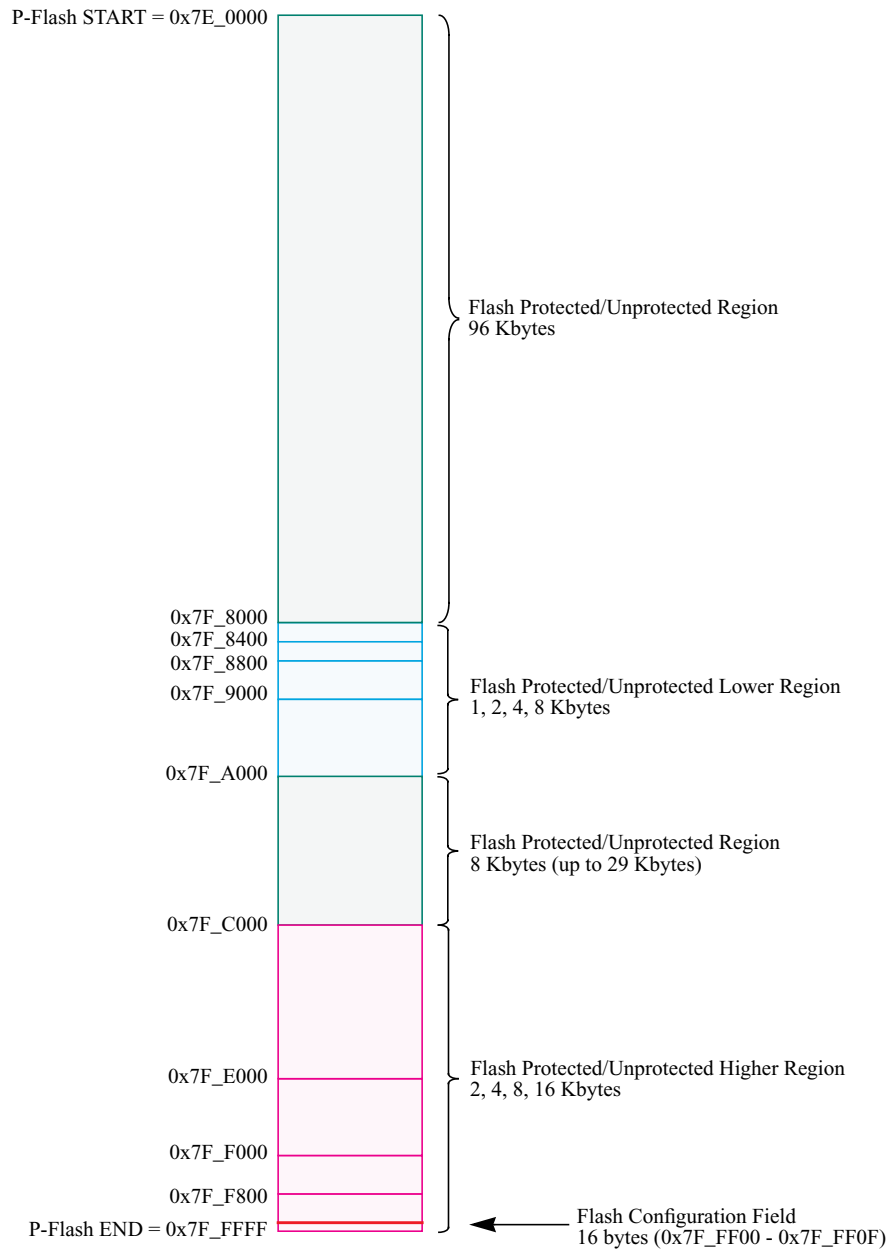 P-Flash START = 0x7E_0000
Flash Protected/Unprotected Region
96 Kbytes
0x7F_8000
0x7F_8400
0x7F_8800
0x7F_9000
Flash Protected/Unprotected Lower Region
1, 2, 4, 8 Kbytes
0x7F_A000
Flash Protected/Unprotected Region
8 Kbytes (up to 29 Kbytes)
0x7F_C000
Flash Protected/Unprotected Higher Region
2, 4, 8, 16 Kbytes
0x7F_E000
0x7F_F000
0x7F_F800
P-Flash END = 0x7F_FFFF
Flash Configuration Field
16 bytes (0x7F_FF00 - 0x7F_FF0F)